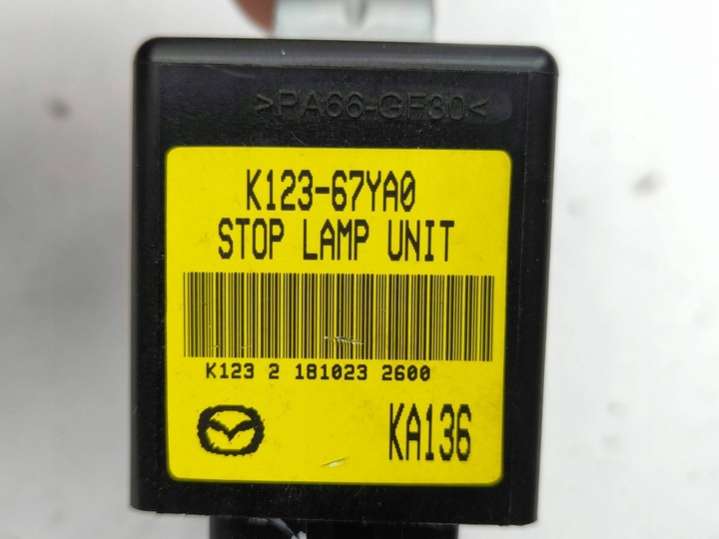 >PA66-GF30<
K123-67YA0
STOP LAMP UNIT
K123 2 181023 2600
KA136